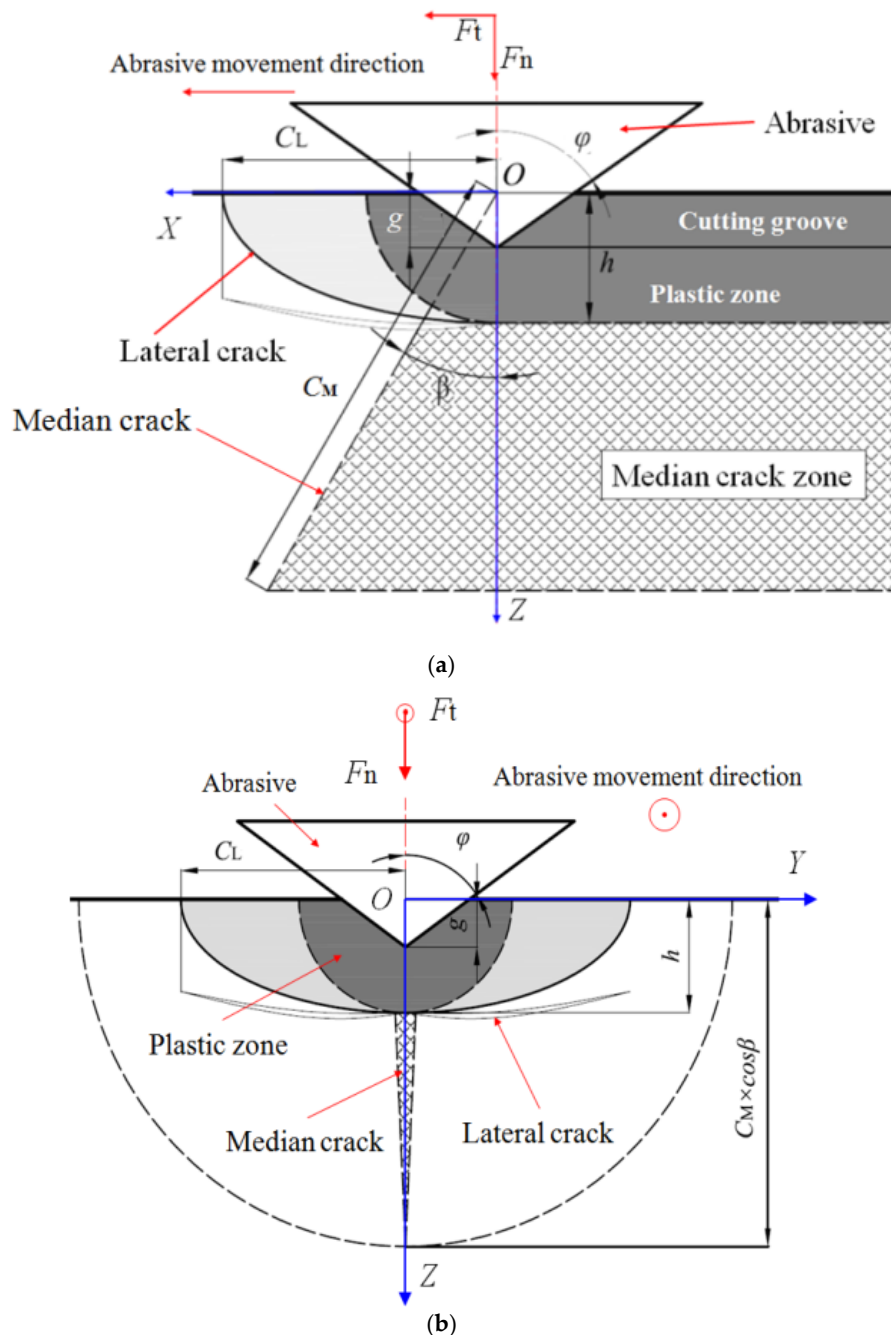 Ft
Fn
Abrasive movement direction
Abrasive
CL
φ
O
X
g
Cutting groove
h
Plastic zone
Lateral crack
CM
β
Median crack
Median crack zone
Z
(a)
Ft
Fn
Abrasive movement direction
Abrasive
φ
CL
Y
O
g
h
Plastic zone
CM×cosβ
Median crack
Lateral crack
Z
(b)